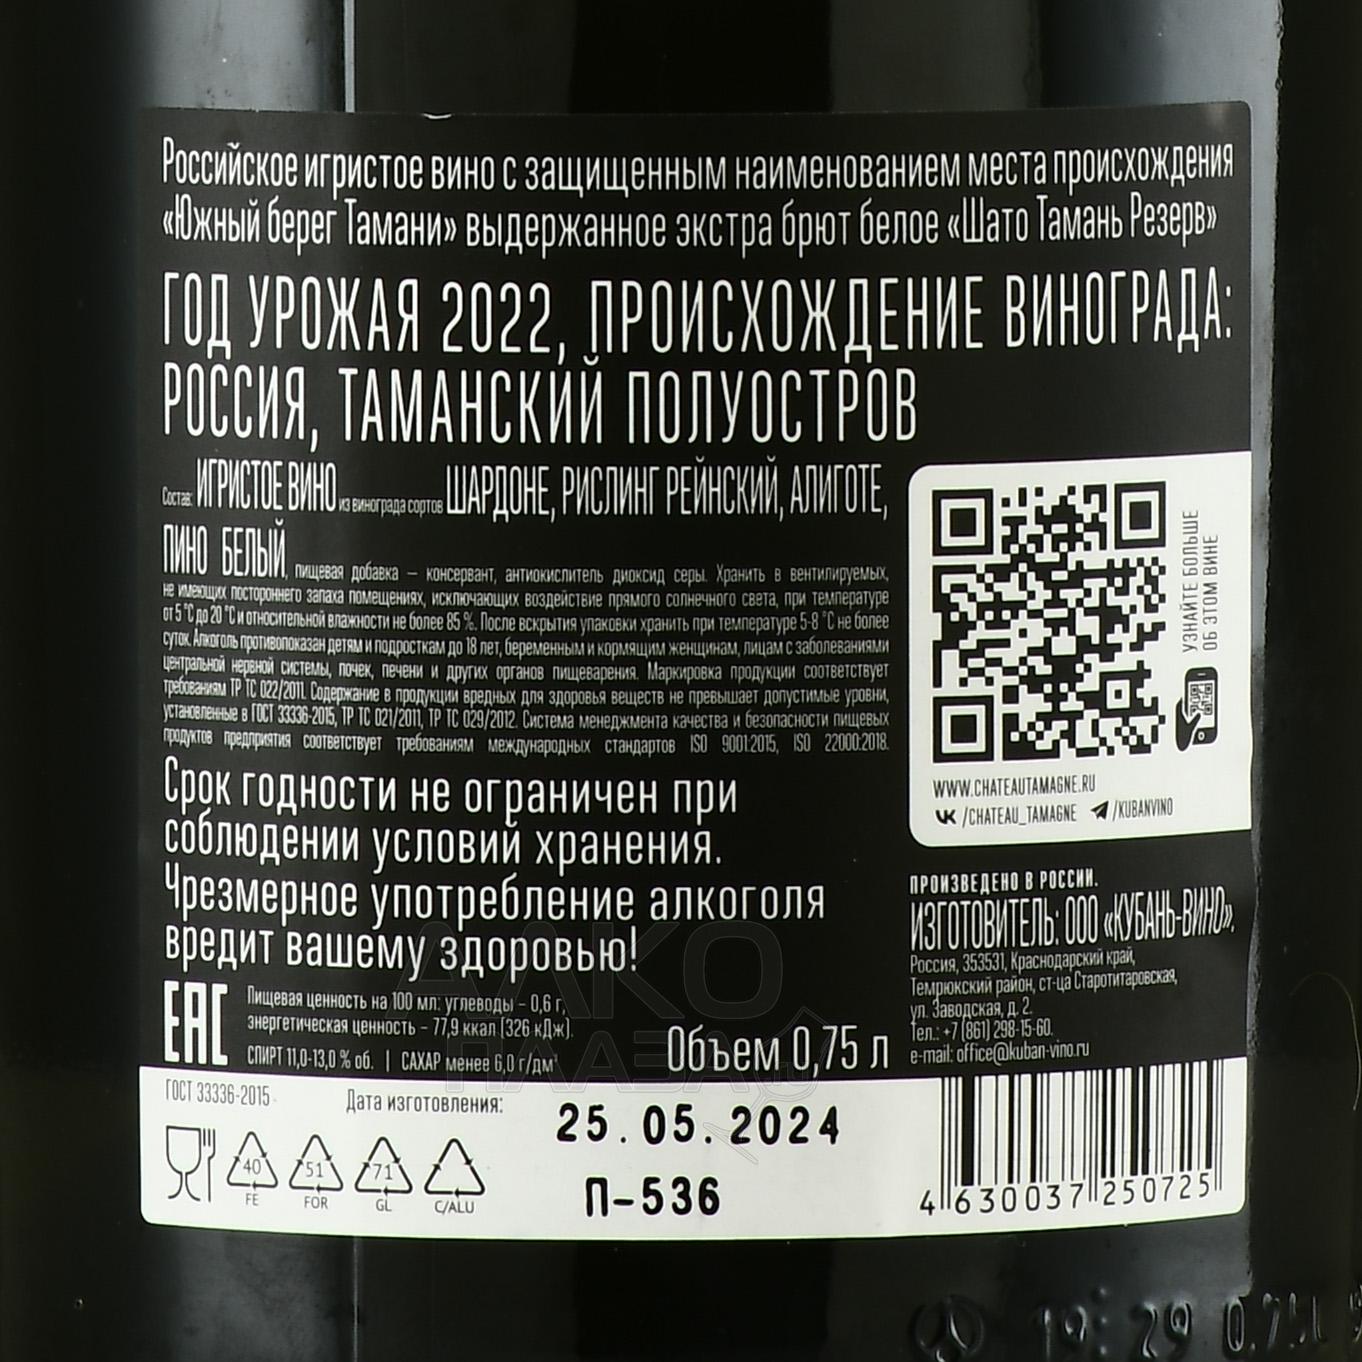 Российское игристое вино с защищенным наименованием места происхождения
«Южный берег Тамани» выдержанное экстра брют белое «Шато Тамань Резерв»
ГОД УРОЖАЯ 2022, ПРОИСХОЖДЕНИЕ ВИНОГРАДА:
РОССИЯ, ТАМАНСКИЙ ПОЛУОСТРОВ
Состав: ИГРИСТОЕ ВИНО из винограда сортов ШАРДОНЕ, РИСЛИНГ РЕЙНСКИЙ, АЛИГОТЕ,
ПИНО БЕЛЫЙ, пищевая добавка – консервант, антиокислитель диоксид серы. Хранить в вентилируемых,
не имеющих постороннего запаха помещениях, исключающих воздействие прямого солнечного света, при температуре
от 5 °С до 20 °С и относительной влажности не более 85 %. После вскрытия упаковки хранить при температуре 5-8 °С не более
суток. Алкоголь противопоказан детям и подросткам до 18 лет, беременным и кормящим женщинам, лицам с заболеваниями
центральной нервной системы, почек, печени и других органов пищеварения. Маркировка продукции соответствует
требованиям ТР ТС 022/2011. Содержание в продукции вредных для здоровья веществ не превышает допустимые уровни,
установленные в ГОСТ 33336-2015, ТР ТС 021/2011, ТР ТС 029/2012. Система менеджмента качества и безопасности пищевых
продуктов предприятия соответствует требованиям международных стандартов ISO 9001:2015, ISO 22000:2018.
Срок годности не ограничен при
соблюдении условий хранения.
Чрезмерное употребление алкоголя
вредит вашему здоровью!
EAC
Пищевая ценность на 100 мл: углеводы – 0,6 г,
энергетическая ценность – 77,9 ккал (326 кДж).
СПИРТ 11,0-13,0 % об. | САХАР менее 6,0 г/дм³
Объем 0,75 л
УЗНАЙТЕ БОЛЬШЕ
ОБ ЭТОМ ВИНЕ
WWW.CHATEAUTAMAGNE.RU
/CHATEAU_TAMAGNE /KUBANVINO
ПРОИЗВЕДЕНО В РОССИИ.
ИЗГОТОВИТЕЛЬ: ООО «КУБАНЬ-ВИНО».
Россия, 353531, Краснодарский край,
Темрюкский район, ст-ца Старотитаровская,
ул. Заводская, д. 2.
Тел.: +7 (861) 298-15-60.
e-mail: office@kuban-vino.ru
ГОСТ 33336-2015
Дата изготовления:
25.05.2024
П-536
40 51 71
FE FOR GL C/ALU
4 630037 250725
АЛКО
ПЛАЗА
19:29 0.75L